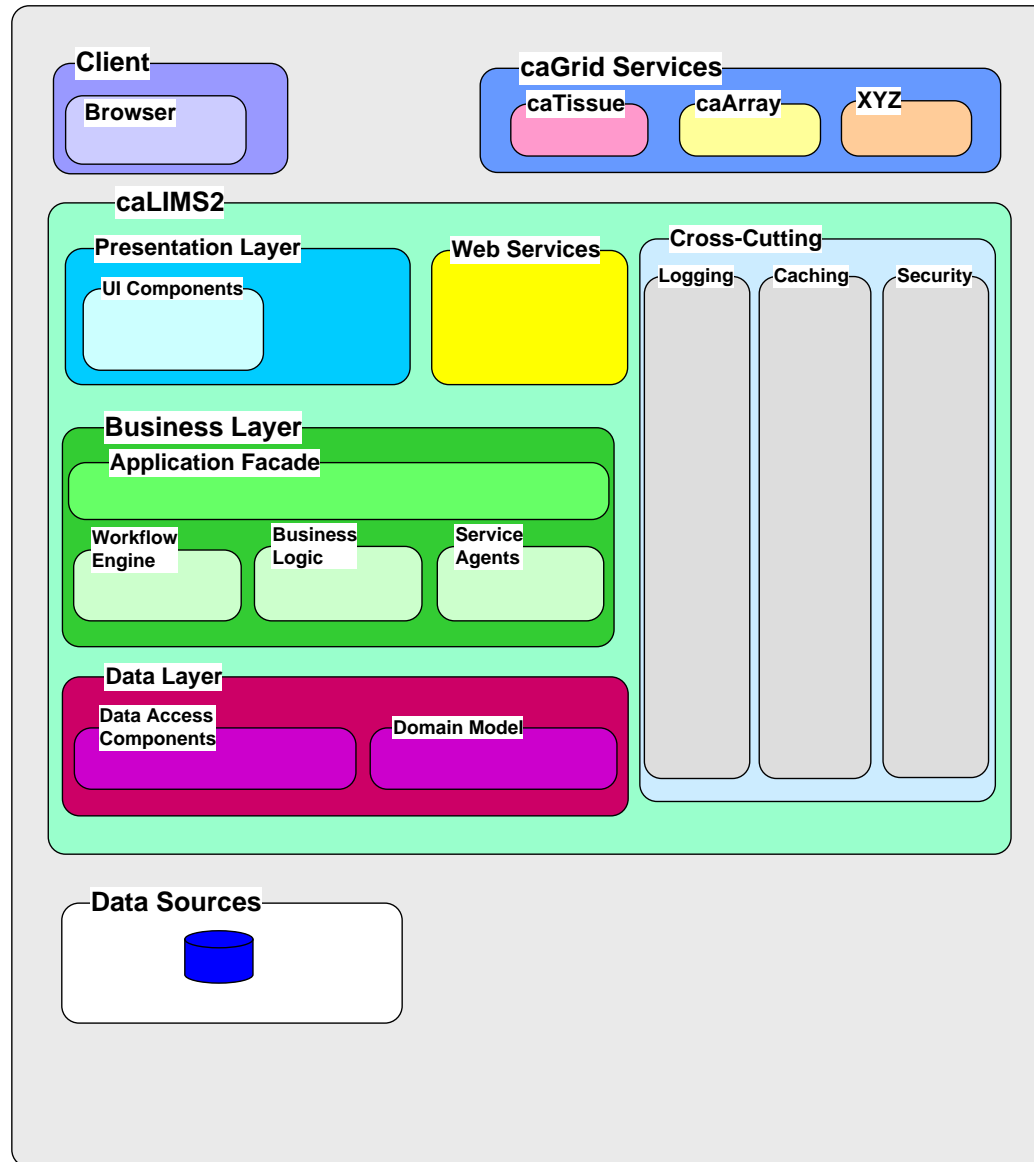 Client
Browser
caGrid Services
caTissue
caArray
XYZ
caLIMS2
Presentation Layer
UI Components
Web Services
Cross-Cutting
Logging
Caching
Security
Business Layer
Application Facade
Workflow
Engine
Business
Logic
Service
Agents
Data Layer
Data Access
Components
Domain Model
Data Sources